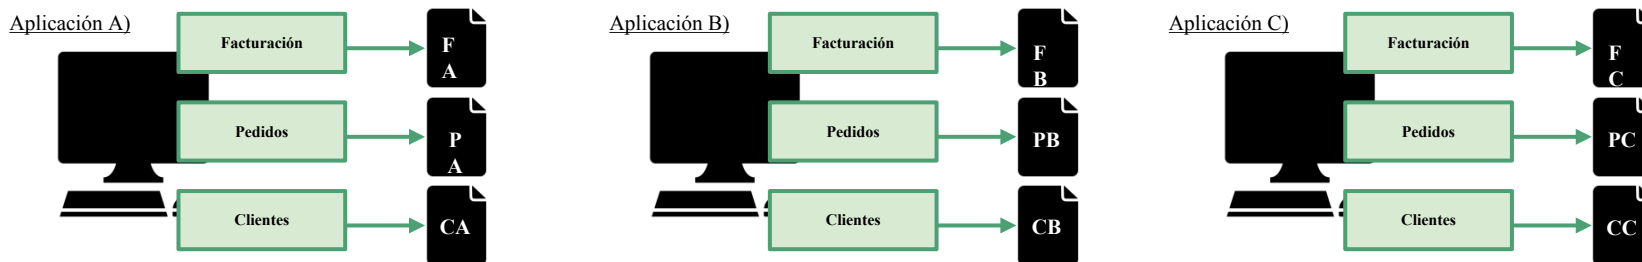 Aplicación A)
Facturación
F
A
Pedidos
P
A
Clientes
CA
Aplicación B)
Facturación
F
B
Pedidos
PB
Clientes
CB
Aplicación C)
Facturación
F
C
Pedidos
PC
Clientes
CC